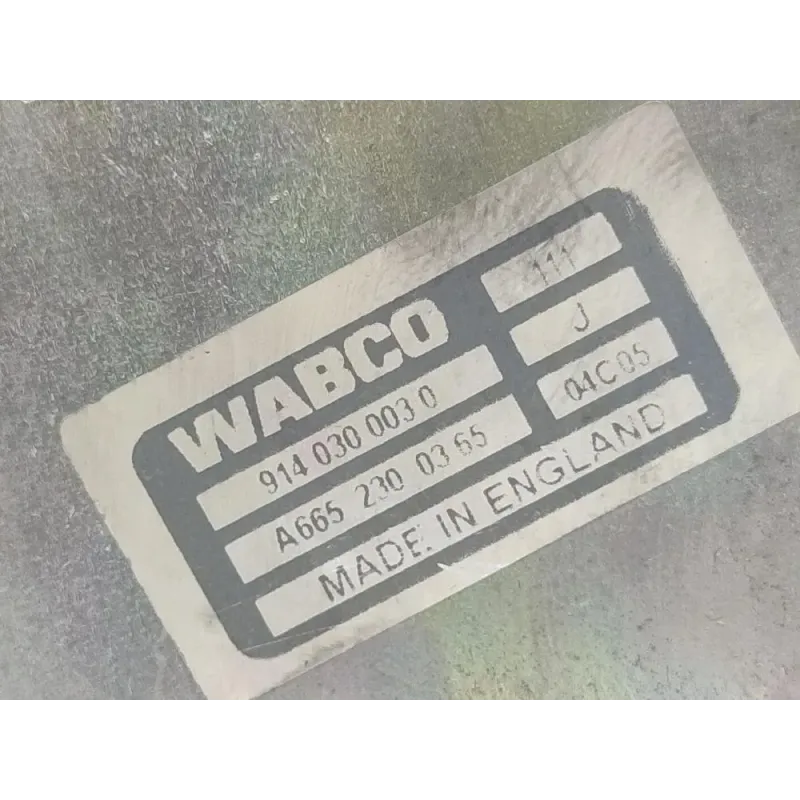 WABCO 111
914 030 003 0 J
A665 230 03 65 04C05
MADE IN ENGLAND